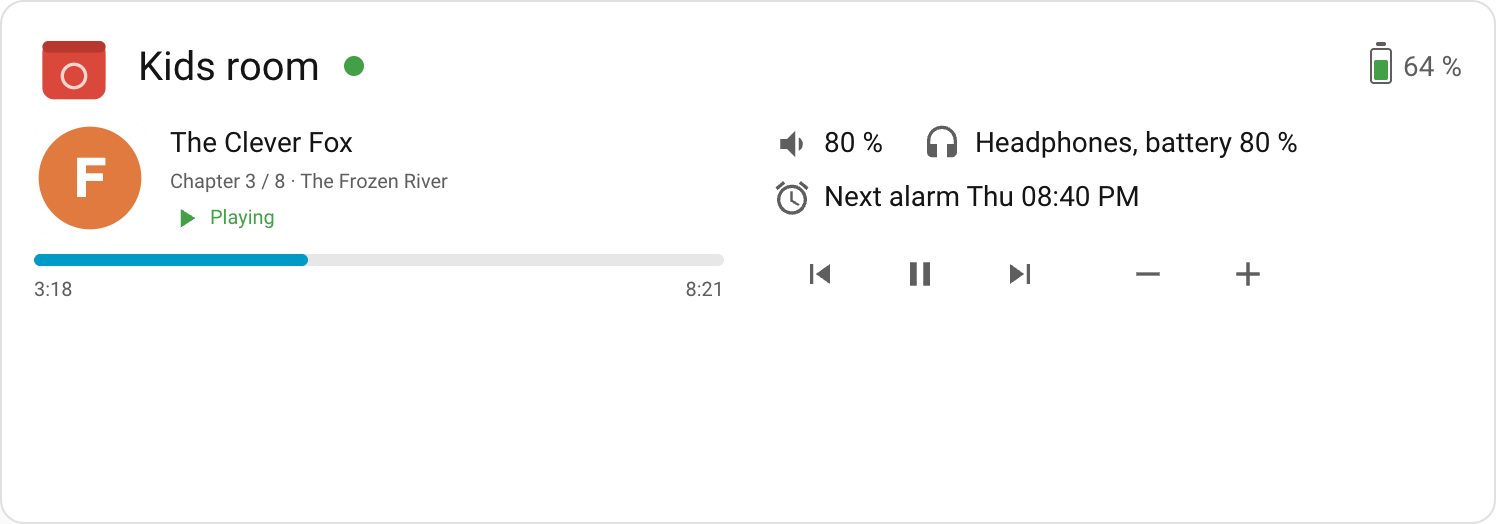 Kids room
64 %
F
The Clever Fox
Chapter 3 / 8 · The Frozen River
Playing
3:18
8:21
80 %
Headphones, battery 80 %
Next alarm Thu 08:40 PM